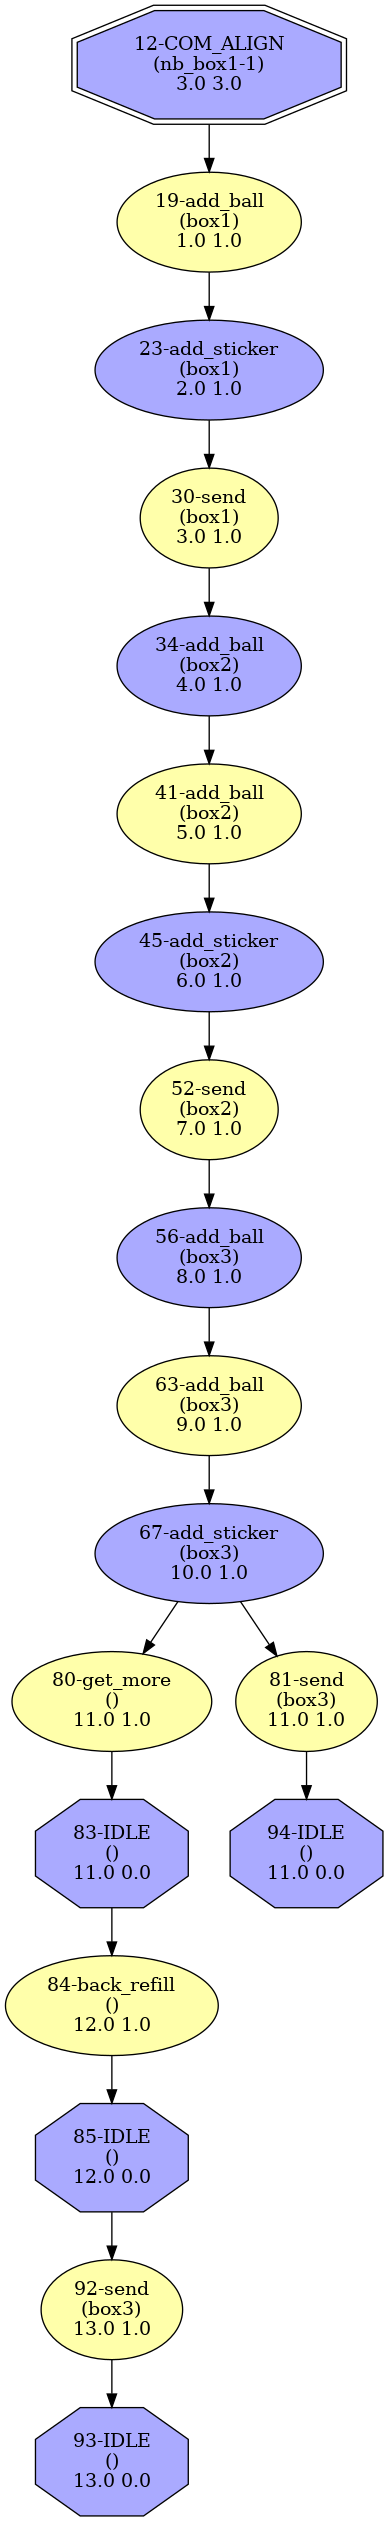 12-COM_ALIGN
(nb_box1-1)
3.0 3.0
19-add_ball
(box1)
1.0 1.0
23-add_sticker
(box1)
2.0 1.0
30-send
(box1)
3.0 1.0
34-add_ball
(box2)
4.0 1.0
41-add_ball
(box2)
5.0 1.0
45-add_sticker
(box2)
6.0 1.0
52-send
(box2)
7.0 1.0
56-add_ball
(box3)
8.0 1.0
63-add_ball
(box3)
9.0 1.0
67-add_sticker
(box3)
10.0 1.0
80-get_more
()
11.0 1.0
81-send
(box3)
11.0 1.0
83-IDLE
()
11.0 0.0
94-IDLE
()
11.0 0.0
84-back_refill
()
12.0 1.0
85-IDLE
()
12.0 0.0
92-send
(box3)
13.0 1.0
93-IDLE
()
13.0 0.0